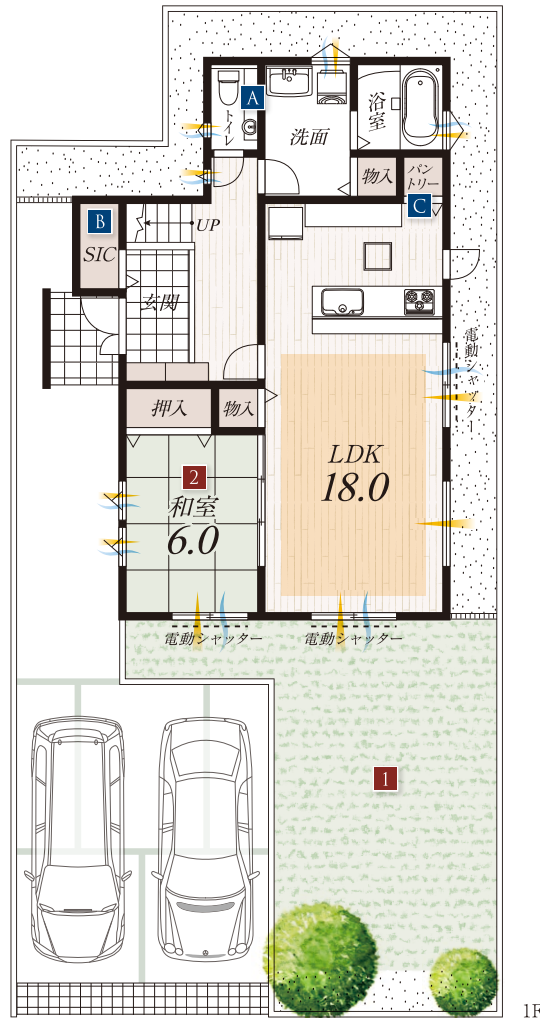 A
トイレ
洗面
浴室
物入
パン
トリー
C
B
SIC
UP
玄関
電動シャッター
押入
物入
LDK
18.0
2
和室
6.0
電動シャッター
電動シャッター
1
1F